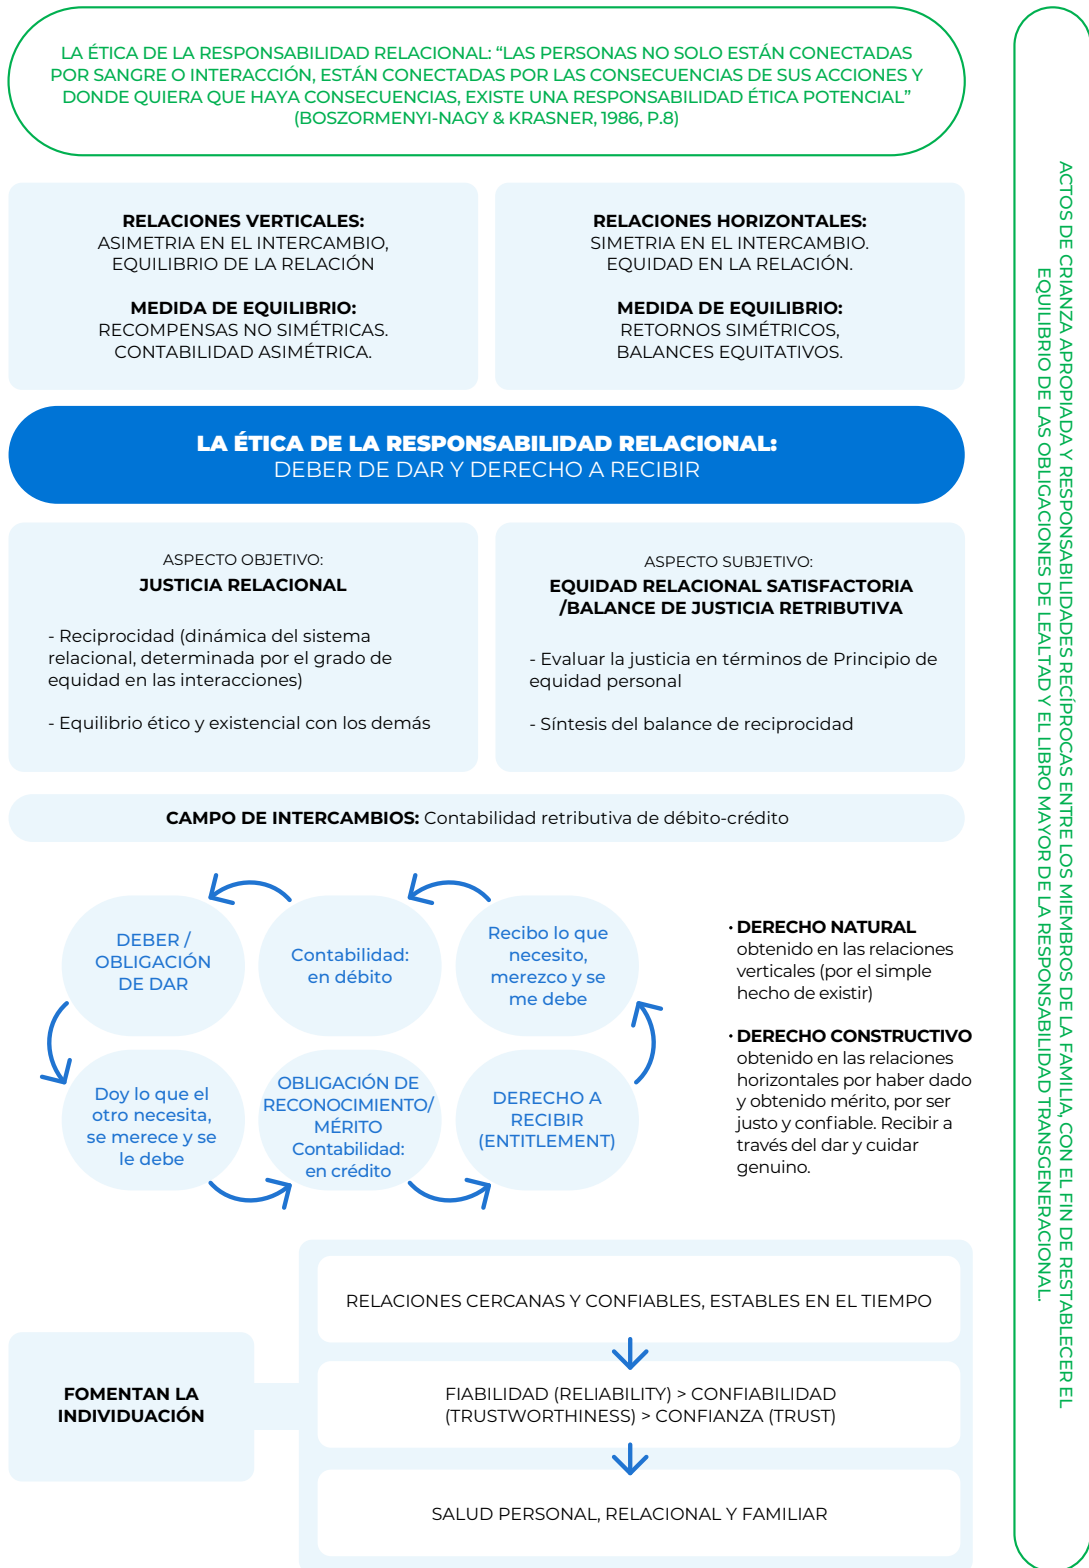 LA ÉTICA DE LA RESPONSABILIDAD RELACIONAL: “LAS PERSONAS NO SOLO ESTÁN CONECTADAS
POR SANGRE O INTERACCIÓN, ESTÁN CONECTADAS POR LAS CONSECUENCIAS DE SUS ACCIONES Y
DONDE QUIERA QUE HAYA CONSECUENCIAS, EXISTE UNA RESPONSABILIDAD ÉTICA POTENCIAL”
(BOSZORMENYI-NAGY & KRASNER, 1986, P.8)
RELACIONES VERTICALES:
ASIMETRIA EN EL INTERCAMBIO,
EQUILIBRIO DE LA RELACIÓN
MEDIDA DE EQUILIBRIO:
RECOMPENSAS NO SIMÉTRICAS.
CONTABILIDAD ASIMÉTRICA.
RELACIONES HORIZONTALES:
SIMETRIA EN EL INTERCAMBIO.
EQUIDAD EN LA RELACIÓN.
MEDIDA DE EQUILIBRIO:
RETORNOS SIMÉTRICOS,
BALANCES EQUITATIVOS.
LA ÉTICA DE LA RESPONSABILIDAD RELACIONAL:
DEBER DE DAR Y DERECHO A RECIBIR
ASPECTO OBJETIVO:
JUSTICIA RELACIONAL
- Reciprocidad (dinámica del sistema
relacional, determinada por el grado de
equidad en las interacciones)
- Equilibrio ético y existencial con los demás
ASPECTO SUBJETIVO:
EQUIDAD RELACIONAL SATISFACTORIA
/BALANCE DE JUSTICIA RETRIBUTIVA
- Evaluar la justicia en términos de Principio de
equidad personal
- Síntesis del balance de reciprocidad
CAMPO DE INTERCAMBIOS: Contabilidad retributiva de débito-crédito
DEBER /
OBLIGACIÓN
DE DAR
Contabilidad:
en débito
Recibo lo que
necesito,
merezco y se
me debe
Doy lo que el
otro necesita,
se merece y se
le debe
OBLIGACIÓN DE
RECONOCIMIENTO/
MÉRITO
Contabilidad:
en crédito
DERECHO A
RECIBIR
(ENTITLEMENT)
· DERECHO NATURAL
obtenido en las relaciones
verticales (por el simple
hecho de existir)
· DERECHO CONSTRUCTIVO
obtenido en las relaciones
horizontales por haber dado
y obtenido mérito, por ser
justo y confiable. Recibir a
través del dar y cuidar
genuino.
FOMENTAN LA
INDIVIDUACIÓN
RELACIONES CERCANAS Y CONFIABLES, ESTABLES EN EL TIEMPO
FIABILIDAD (RELIABILITY) > CONFIABILIDAD
(TRUSTWORTHINESS) > CONFIANZA (TRUST)
SALUD PERSONAL, RELACIONAL Y FAMILIAR
ACTOS DE CRIANZA APROPIADA Y RESPONSABILIDADES RECÍPROCAS ENTRE LOS MIEMBROS DE LA FAMILIA, CON EL FIN DE RESTABLECER EL
EQUILIBRIO DE LAS OBLIGACIONES DE LEALTAD Y EL LIBRO MAYOR DE LA RESPONSABILIDAD TRANSGENERACIONAL.